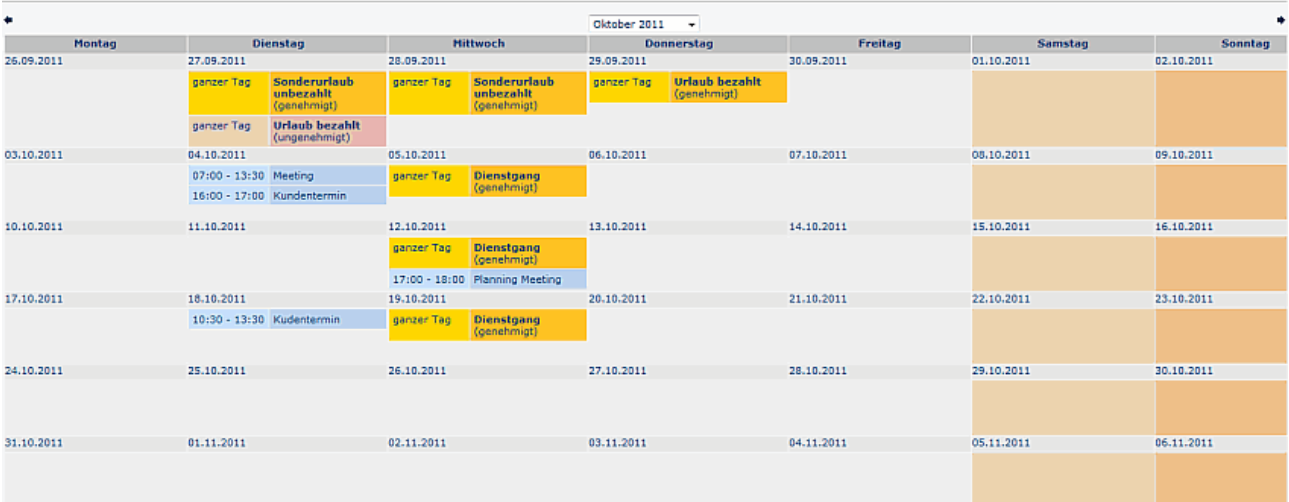 Oktober 2011
Montag Dienstag Mittwoch Donnerstag Freitag Samstag Sonntag
26.09.2011 27.09.2011 28.09.2011 29.09.2011 30.09.2011 01.10.2011 02.10.2011
ganzer Tag Sonderurlaub unbezahlt (genehmigt)
ganzer Tag Urlaub bezahlt (ungenehmigt)
ganzer Tag Sonderurlaub unbezahlt (genehmigt)
ganzer Tag Urlaub bezahlt (genehmigt)
03.10.2011 04.10.2011 05.10.2011 06.10.2011 07.10.2011 08.10.2011 09.10.2011
07:00 - 13:30 Meeting
16:00 - 17:00 Kundentermin
ganzer Tag Dienstgang (genehmigt)
10.10.2011 11.10.2011 12.10.2011 13.10.2011 14.10.2011 15.10.2011 16.10.2011
ganzer Tag Dienstgang (genehmigt)
17:00 - 18:00 Planning Meeting
17.10.2011 18.10.2011 19.10.2011 20.10.2011 21.10.2011 22.10.2011 23.10.2011
10:30 - 13:30 Kudentermin
ganzer Tag Dienstgang (genehmigt)
24.10.2011 25.10.2011 26.10.2011 27.10.2011 28.10.2011 29.10.2011 30.10.2011
31.10.2011 01.11.2011 02.11.2011 03.11.2011 04.11.2011 05.11.2011 06.11.2011